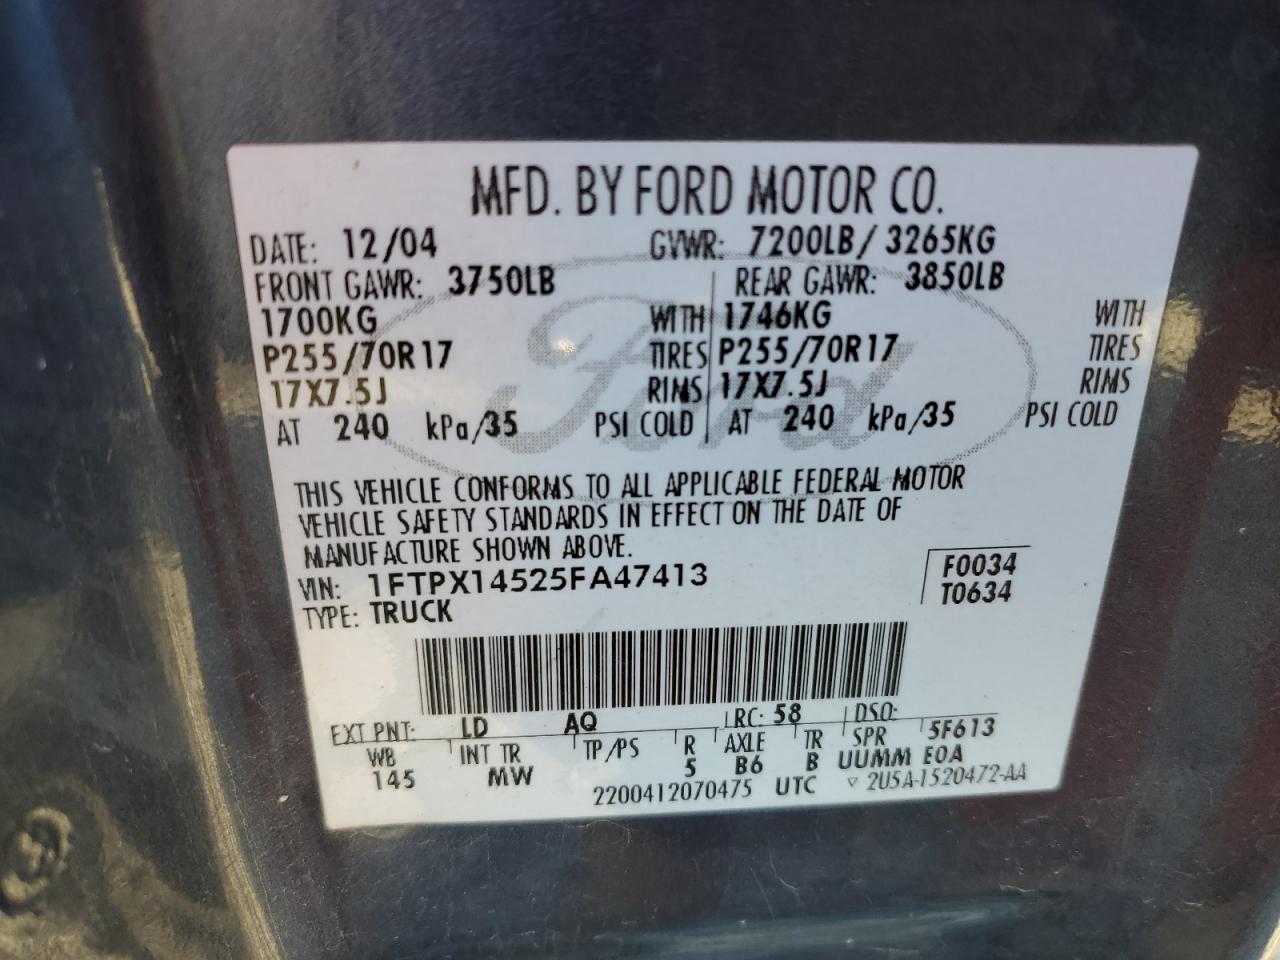 MFD. BY FORD MOTOR CO.
DATE: 12/04 GVWR: 7200LB/ 3265KG
FRONT GAWR: 3750LB REAR GAWR: 3850LB
1700KG WITH 1746KG WITH
P255/70R17 TIRES P255/70R17 TIRES
17X7.5J RIMS 17X7.5J RIMS
AT 240 kPa/35 PSI COLD AT 240 kPa/35 PSI COLD
Ford
THIS VEHICLE CONFORMS TO ALL APPLICABLE FEDERAL MOTOR
VEHICLE SAFETY STANDARDS IN EFFECT ON THE DATE OF
MANUFACTURE SHOWN ABOVE.
VIN: 1FTPX14525FA47413 F0034
TYPE: TRUCK T0634
EXT PNT: LD AQ RC: 58 DSO:
WB INT TR TP/PS R AXLE TR SPR 5F613
145 MW 5 B6 B UUMM E0A
2200412070475 UTC 2U5A-1520472-AA